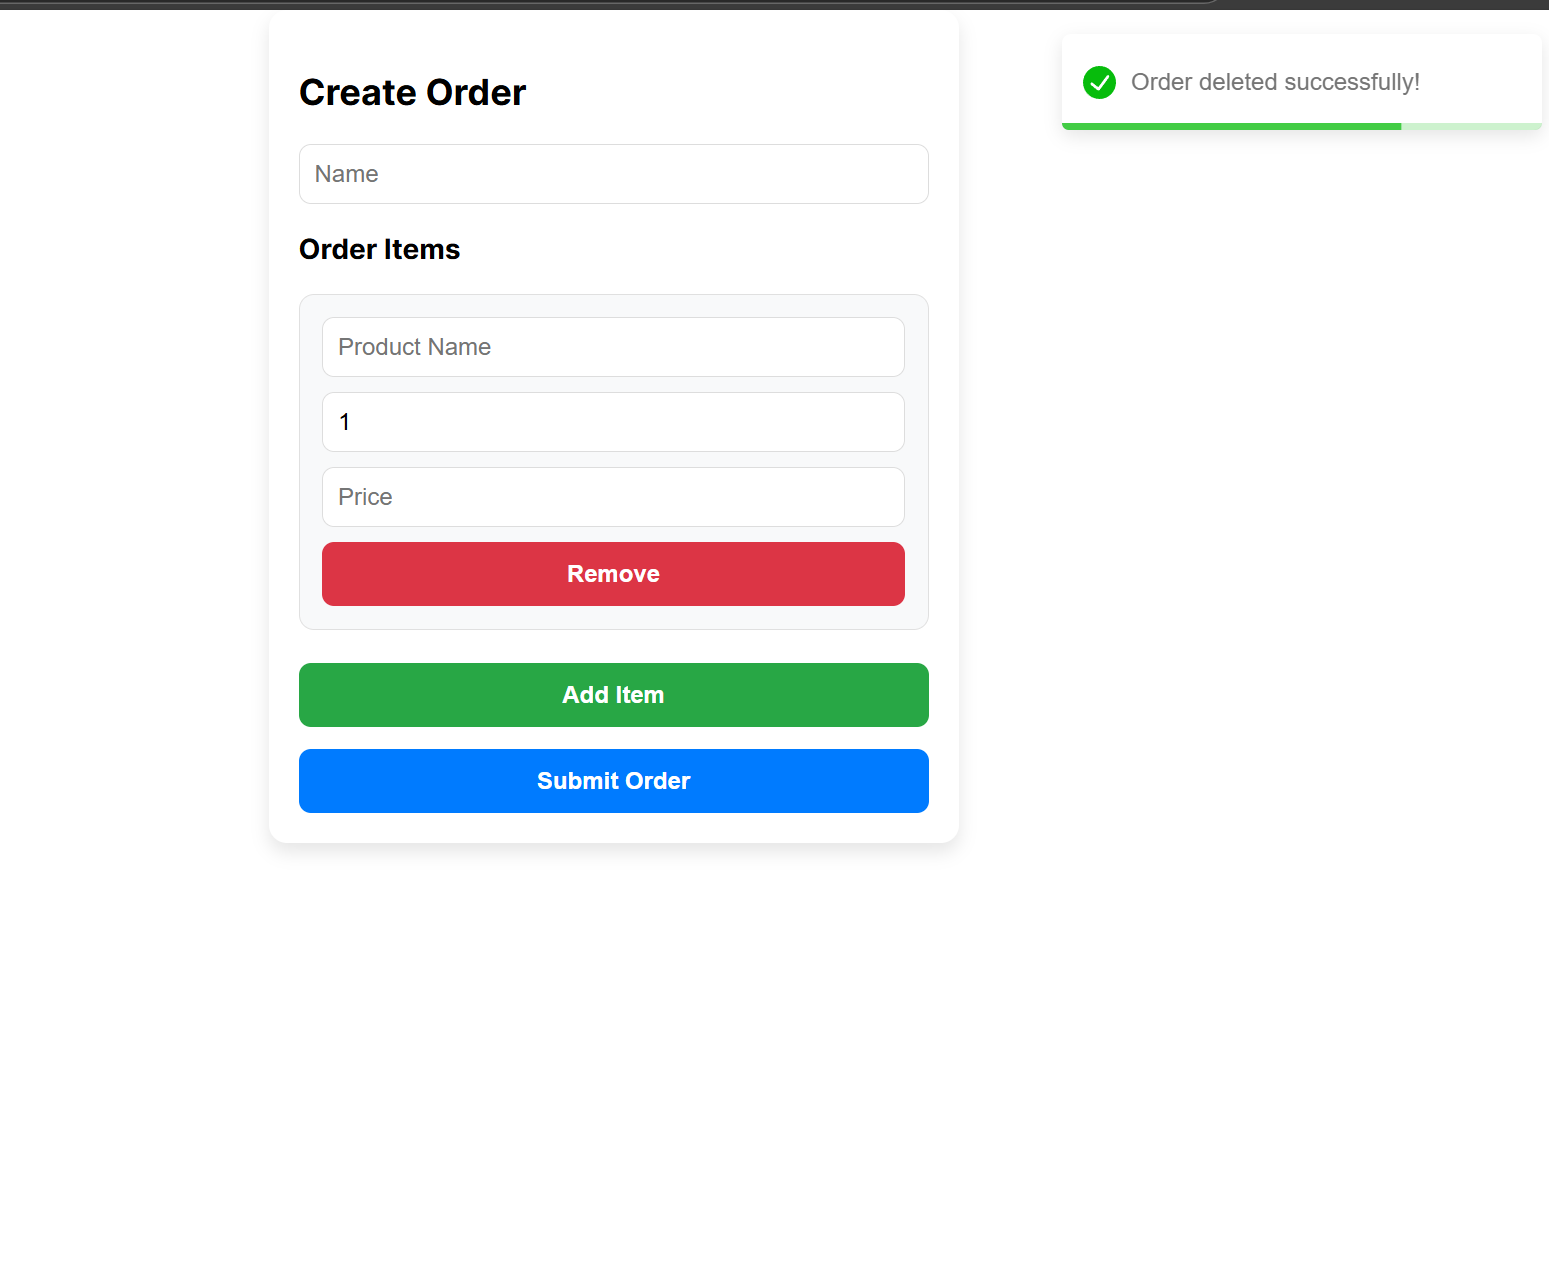 Create Order
Order deleted successfully!
Name
Order Items
Product Name
1
Price
Remove
Add Item
Submit Order